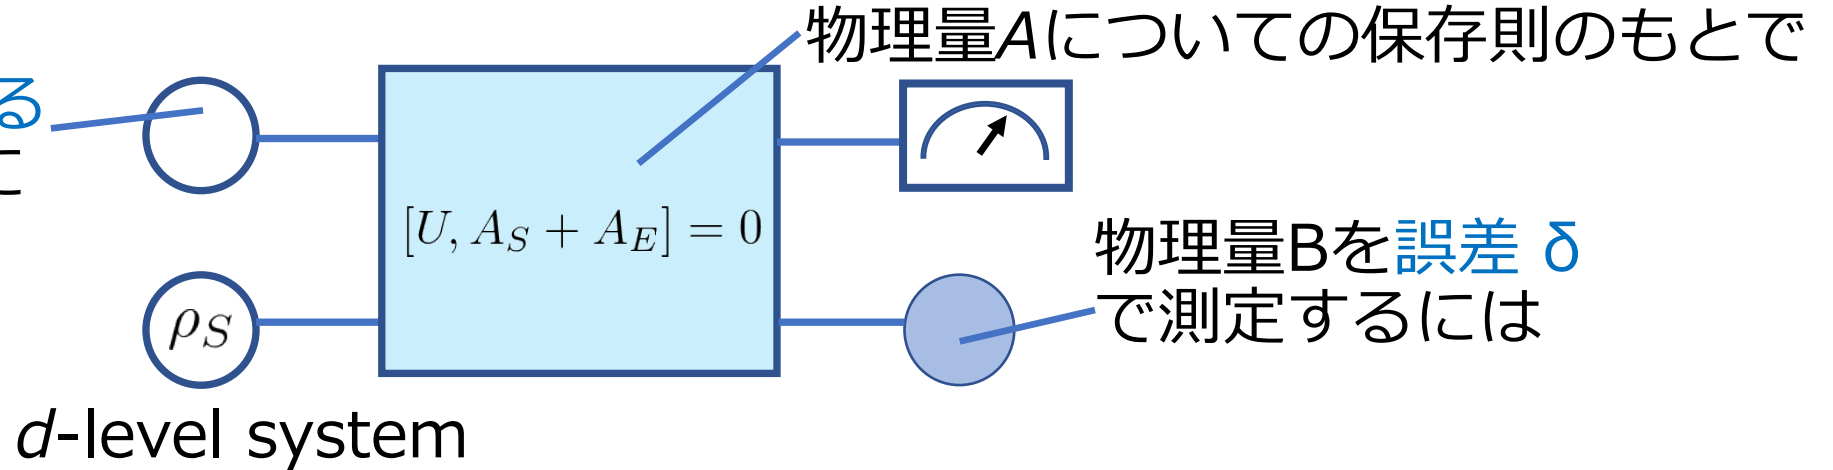 物理量Aについての保存則のもとで
る
に
[U, A_S + A_E] = 0
物理量Bを誤差 δ
で測定するには
ρ_S
d-level system